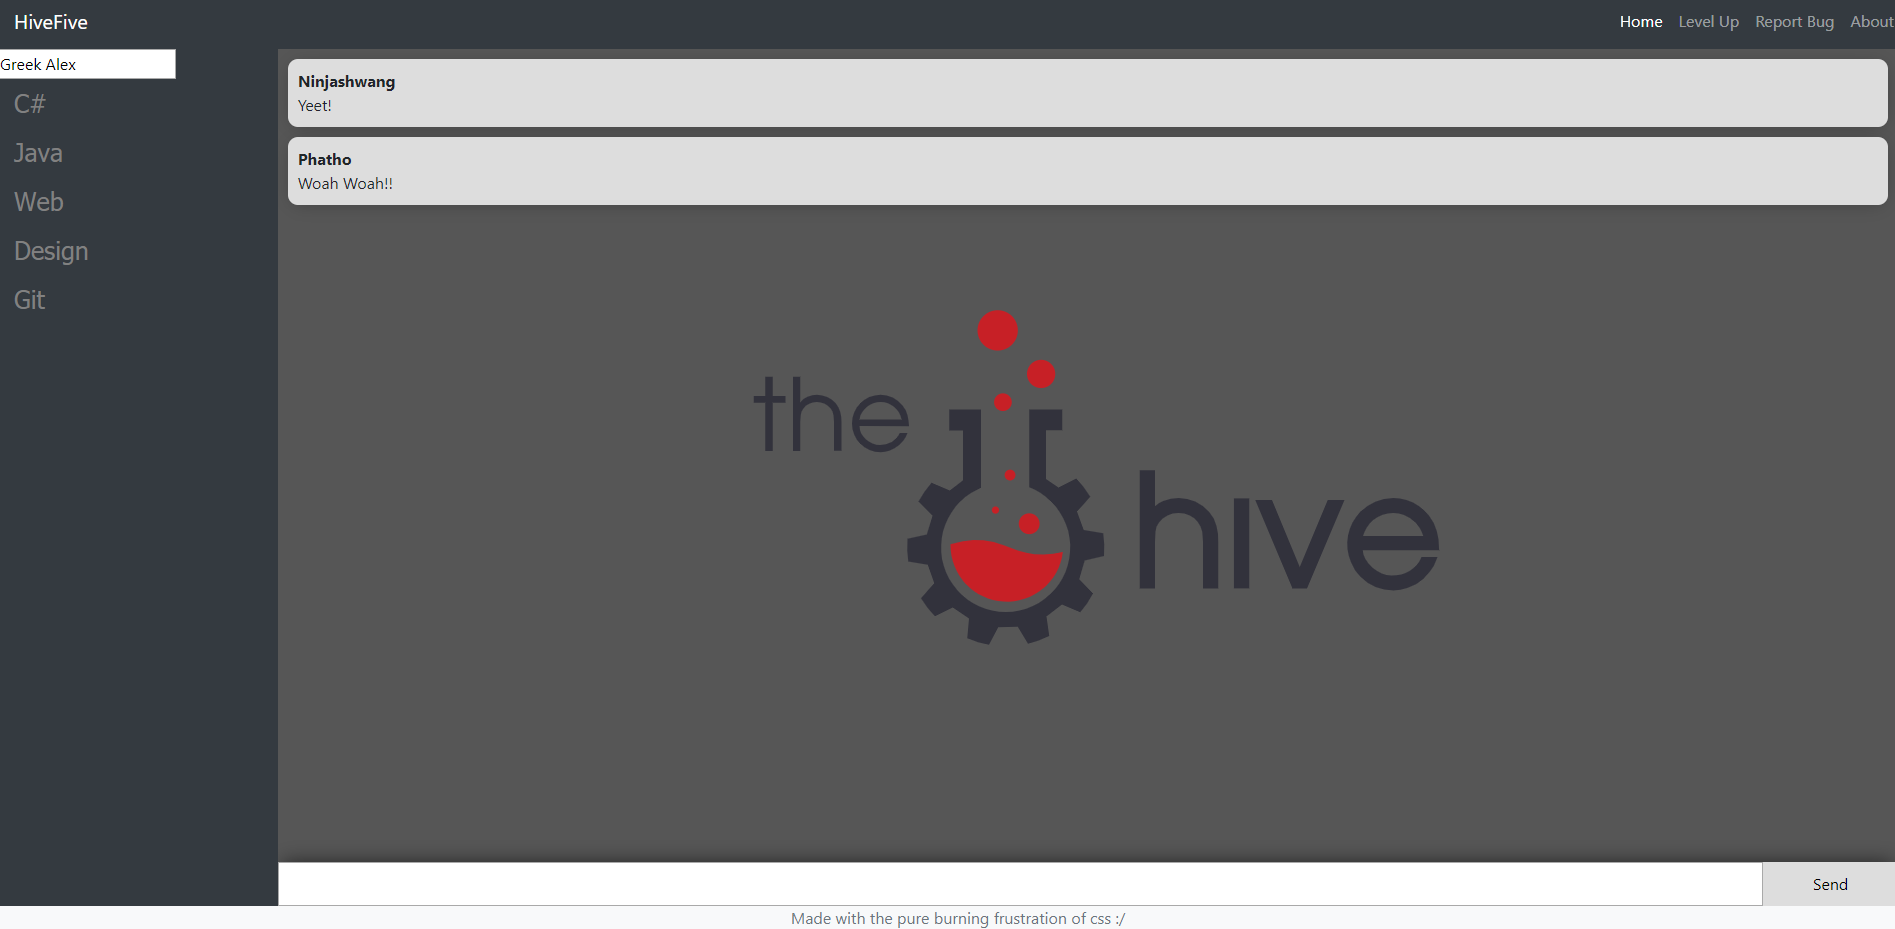 HiveFive
Home Level Up Report Bug About
Greek Alex
C#
Java
Web
Design
Git
Ninjashwang
Yeet!
Phatho
Woah Woah!!
the
hive
Send
Made with the pure burning frustration of css :/